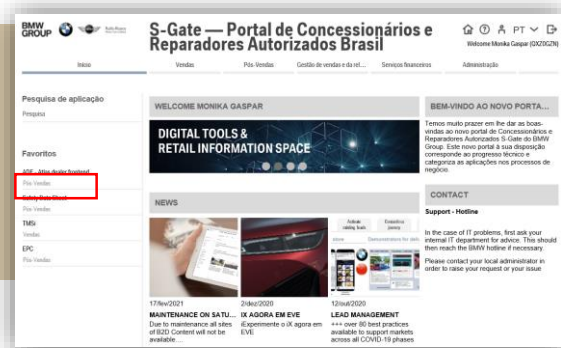 BMW
GROUP
S-Gate — Portal de Concessionários e
Reparadores Autorizados Brasil
PT
Welcome Monika Gaspar (QXZ0GZN)
Início
Vendas
Pós-Vendas
Gestão de vendas e da rel...
Serviços financeiros
Administração
Pesquisa de aplicação
Pesquisa
Favoritos
ADF - Atlas dealer frontend
Pós-Vendas
Safety Data Sheet
Pós-Vendas
TMSi
Vendas
EPC
Pós-Vendas
WELCOME MONIKA GASPAR
DIGITAL TOOLS &
RETAIL INFORMATION SPACE
NEWS
17/fev/2021
MAINTENANCE ON SATU...
Due to maintenance all sites
of B2D Content will not be
available....
2/dez/2020
IX AGORA EM EVE
iExperimente o iX agora em
EVE
12/out/2020
LEAD MANAGEMENT
+++ over 80 best practices
available to support markets
across all COVID-19 phases
BEM-VINDO AO NOVO PORTA...
Temos muito prazer em lhe dar as boas-
vindas ao novo portal de Concessionários e
Reparadores Autorizados S-Gate do BMW
Group. Este novo portal à sua disposição
corresponde ao progresso técnico e
categoriza as aplicações nos processos de
negócio.
CONTACT
Support - Hotline
In the case of IT problems, first ask your
internal IT department for advice. This should
then reach the BMW hotline if necessary.
Please contact your local administrator in
order to raise your request or your issue